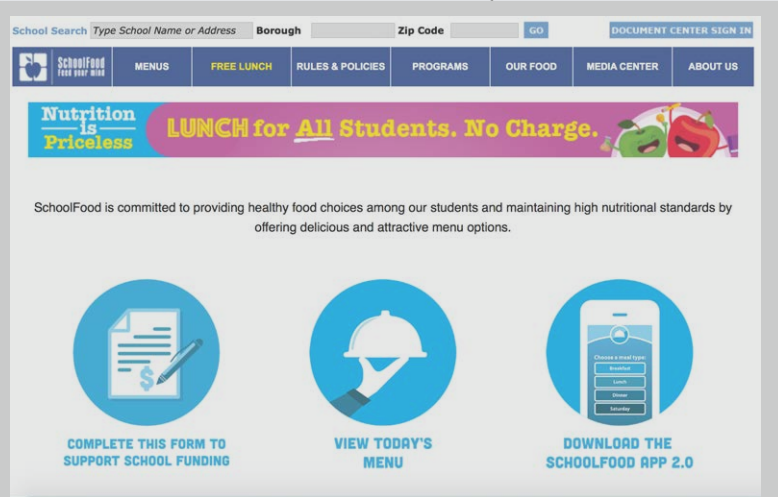 School Search Type School Name or Address Borough Zip Code GO DOCUMENT CENTER SIGN IN
SchoolFood
Feed your mind
MENUS FREE LUNCH RULES & POLICIES PROGRAMS OUR FOOD MEDIA CENTER ABOUT US
Nutrition
is
Priceless
LUNCH for All Students. No Charge.
SchoolFood is committed to providing healthy food choices among our students and maintaining high nutritional standards by
offering delicious and attractive menu options.
$
Choose a meal type:
Breakfast
Lunch
Dinner
Saturday
COMPLETE THIS FORM TO
SUPPORT SCHOOL FUNDING
VIEW TODAY'S
MENU
DOWNLOAD THE
SCHOOLFOOD APP 2.0